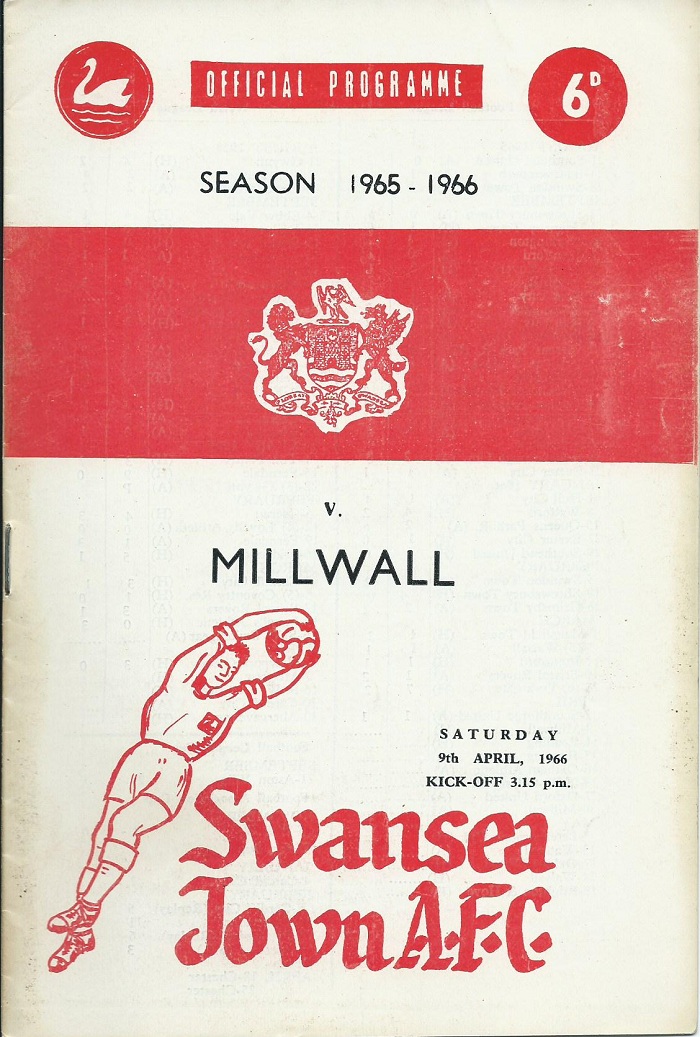 OFFICIAL PROGRAMME
6D
SEASON 1965-1966
v.
MILLWALL
SATURDAY
9th APRIL, 1966
KICK-OFF 3.15 p.m.
Swansea
Town A.F.C.